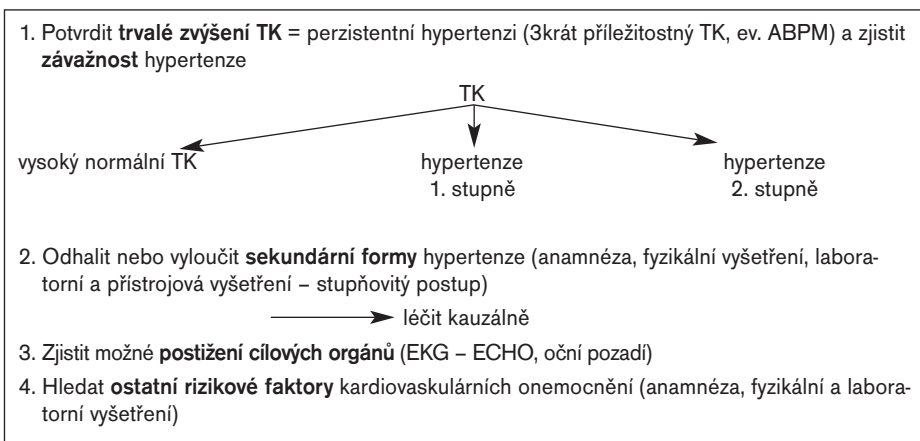 1. Potvrdit trvalé zvýšení TK = perzistentní hypertenzi (3krát příležitostný TK, ev. ABPM) a zjistit
závažnost hypertenze
TK
vysoký normální TK hypertenze hypertenze
1. stupně 2. stupně
2. Odhalit nebo vyloučit sekundární formy hypertenze (anamnéza, fyzikální vyšetření, labora-
torní a přístrojová vyšetření – stupňovitý postup)
léčit kauzálně
3. Zjistit možné postižení cílových orgánů (EKG – ECHO, oční pozadí)
4. Hledat ostatní rizikové faktory kardiovaskulárních onemocnění (anamnéza, fyzikální a labora-
torní vyšetření)